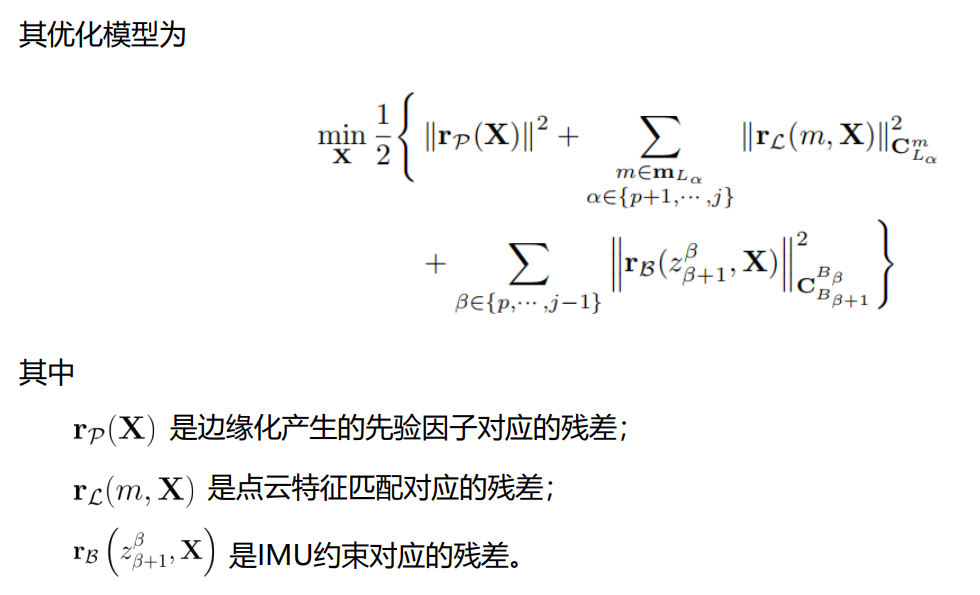 其优化模型为
$$\min_{\mathbf{X}} \frac{1}{2} \Bigg\{ \left\| \mathbf{r}_{\mathcal{P}}(\mathbf{X}) \right\|^2 + \sum_{\substack{m \in \mathbf{m}_{L_\alpha} \\ \alpha \in \{p+1, \cdots, j\}}} \left\| \mathbf{r}_{\mathcal{L}}(m, \mathbf{X}) \right\|^2_{\mathbf{C}^{m}_{L_\alpha}}$$
$$+ \sum_{\beta \in \{p, \cdots, j-1\}} \left\| \mathbf{r}_{\mathcal{B}}(z^{\beta}_{\beta+1}, \mathbf{X}) \right\|^2_{\mathbf{C}^{B_\beta}_{B_{\beta+1}}} \Bigg\}$$
其中
$\mathbf{r}_{\mathcal{P}}(\mathbf{X})$ 是边缘化产生的先验因子对应的残差；
$\mathbf{r}_{\mathcal{L}}(m, \mathbf{X})$ 是点云特征匹配对应的残差；
$\mathbf{r}_{\mathcal{B}}\left(z^{\beta}_{\beta+1}, \mathbf{X}\right)$ 是IMU约束对应的残差。